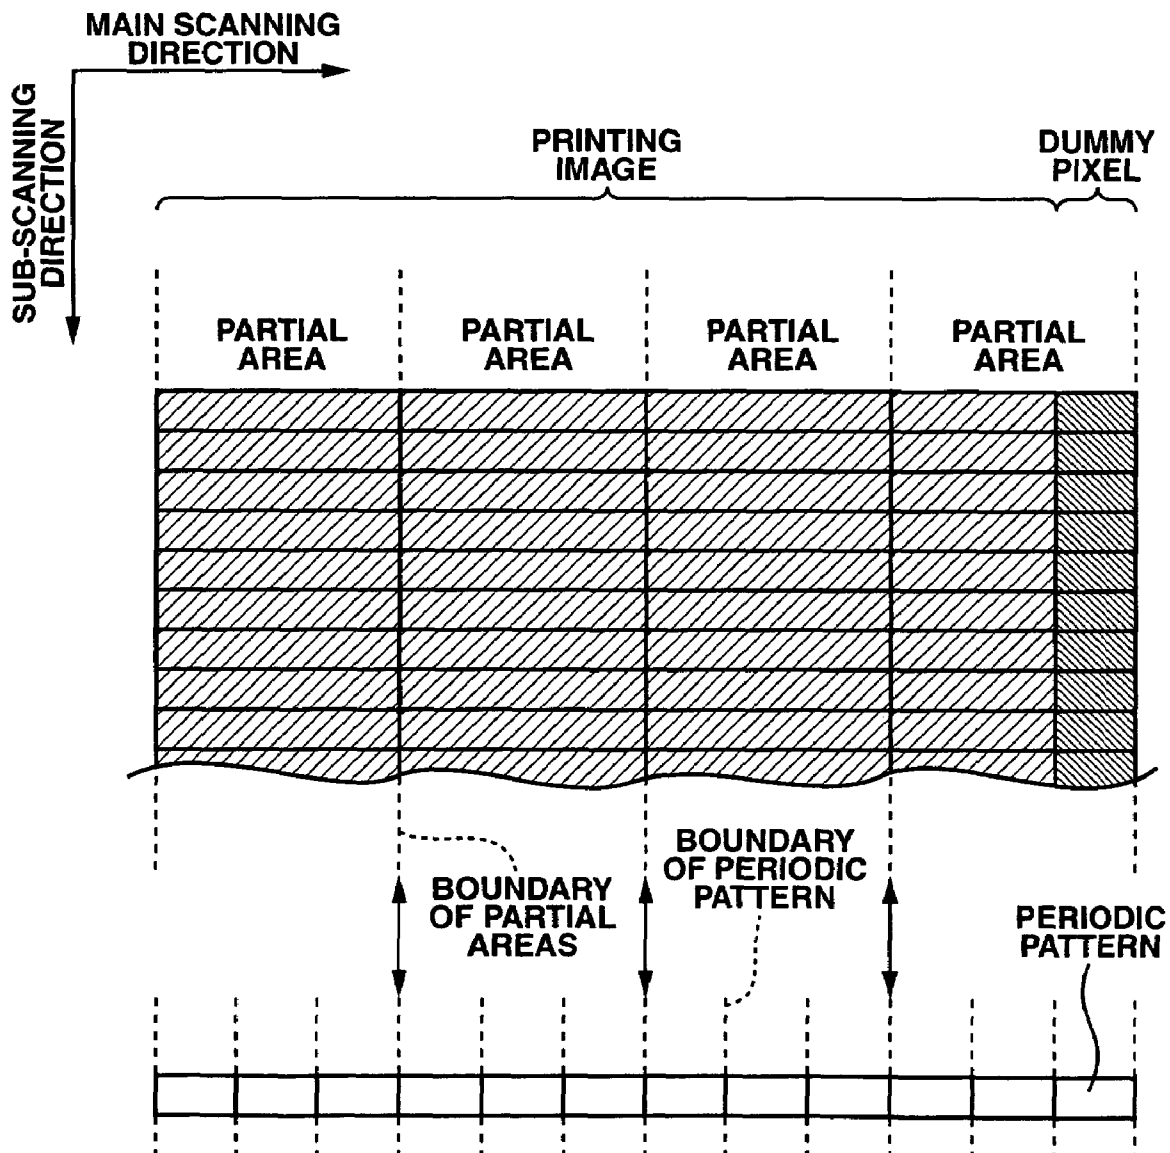 MAIN SCANNING
DIRECTION
SUB-SCANNING
DIRECTION
PRINTING
IMAGE
DUMMY
PIXEL
PARTIAL
AREA
PARTIAL
AREA
PARTIAL
AREA
PARTIAL
AREA
BOUNDARY
OF PARTIAL
AREAS
BOUNDARY
OF PERIODIC
PATTERN
PERIODIC
PATTERN